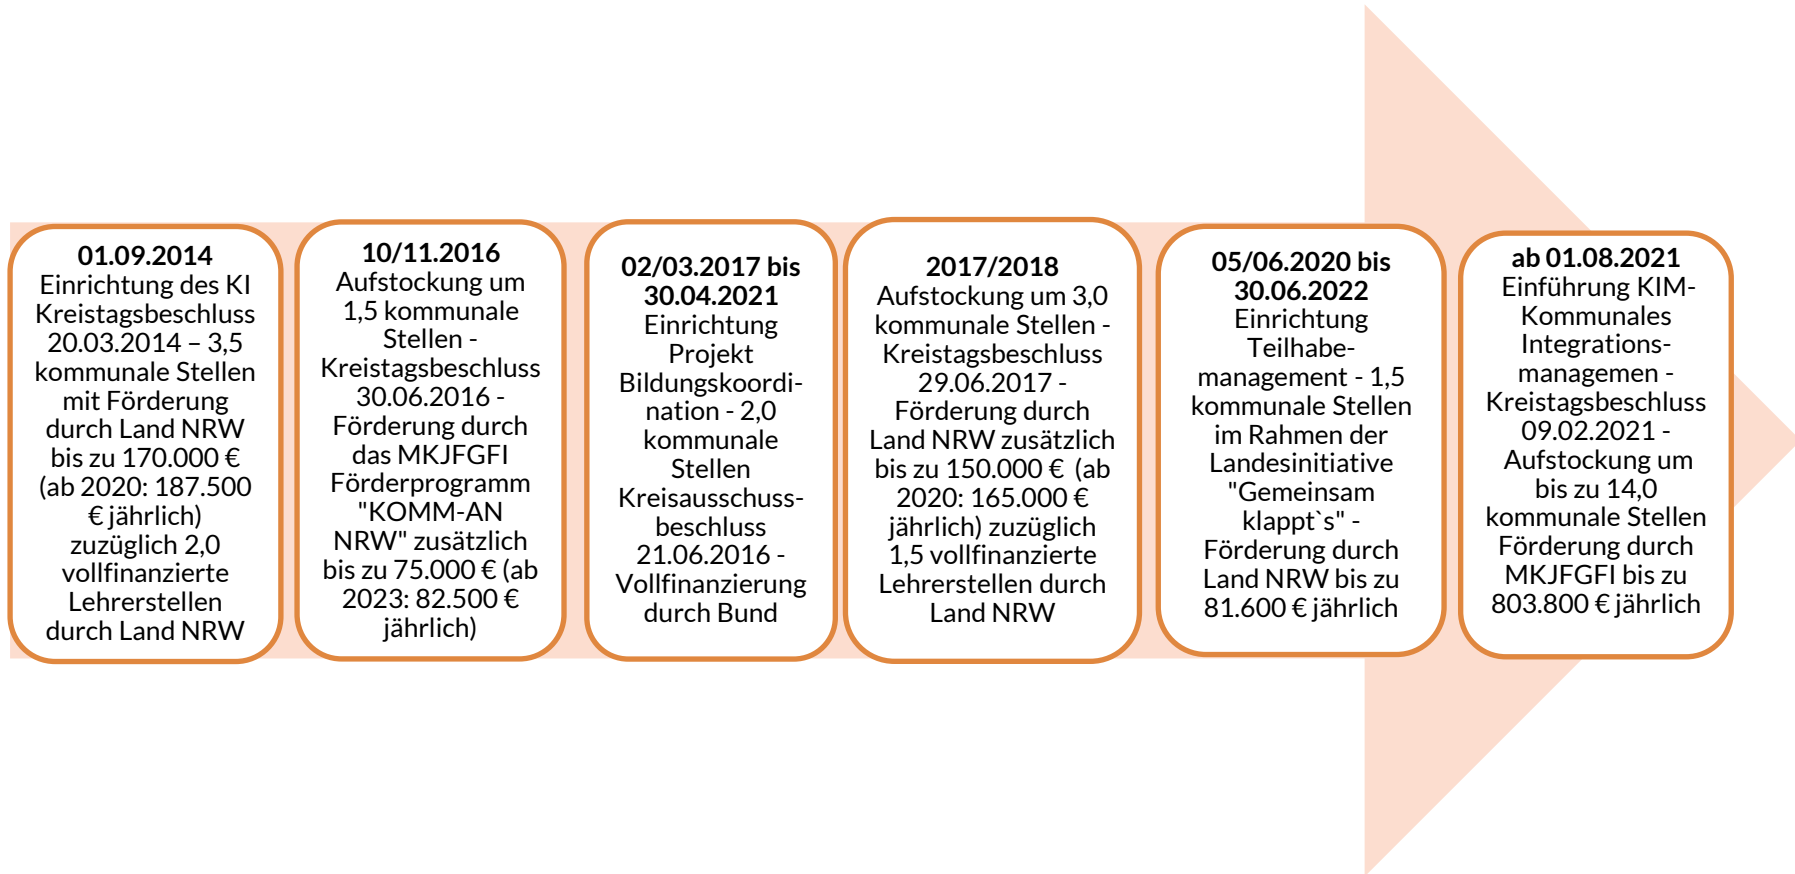 01.09.2014
Einrichtung des KI
Kreistagsbeschluss
20.03.2014 – 3,5
kommunale Stellen
mit Förderung
durch Land NRW
bis zu 170.000 €
(ab 2020: 187.500
€ jährlich)
zuzüglich 2,0
vollfinanzierte
Lehrerstellen
durch Land NRW
10/11.2016
Aufstockung um
1,5 kommunale
Stellen -
Kreistagsbeschluss
30.06.2016 -
Förderung durch
das MKJFGFI
Förderprogramm
"KOMM-AN
NRW" zusätzlich
bis zu 75.000 € (ab
2023: 82.500 €
jährlich)
02/03.2017 bis
30.04.2021
Einrichtung
Projekt
Bildungskoordi-
nation - 2,0
kommunale
Stellen
Kreisausschuss-
beschluss
21.06.2016 -
Vollfinanzierung
durch Bund
2017/2018
Aufstockung um 3,0
kommunale Stellen -
Kreistagsbeschluss
29.06.2017 -
Förderung durch
Land NRW zusätzlich
bis zu 150.000 € (ab
2020: 165.000 €
jährlich) zuzüglich
1,5 vollfinanzierte
Lehrerstellen durch
Land NRW
05/06.2020 bis
30.06.2022
Einrichtung
Teilhabe-
management - 1,5
kommunale Stellen
im Rahmen der
Landesinitiative
"Gemeinsam
klappt`s" -
Förderung durch
Land NRW bis zu
81.600 € jährlich
ab 01.08.2021
Einführung KIM-
Kommunales
Integrations-
managemen -
Kreistagsbeschluss
09.02.2021 -
Aufstockung um
bis zu 14,0
kommunale Stellen
Förderung durch
MKJFGFI bis zu
803.800 € jährlich